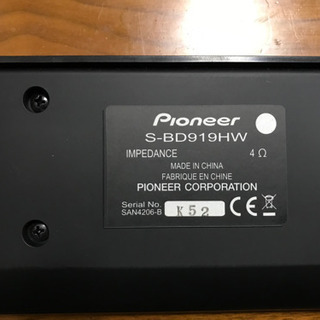 Pioneer
S-BD919HW
IMPEDANCE 4 Ω
MADE IN CHINA
FABRIQUE EN CHINE
PIONEER CORPORATION
Serial No. K52
SAN4206-B
CE